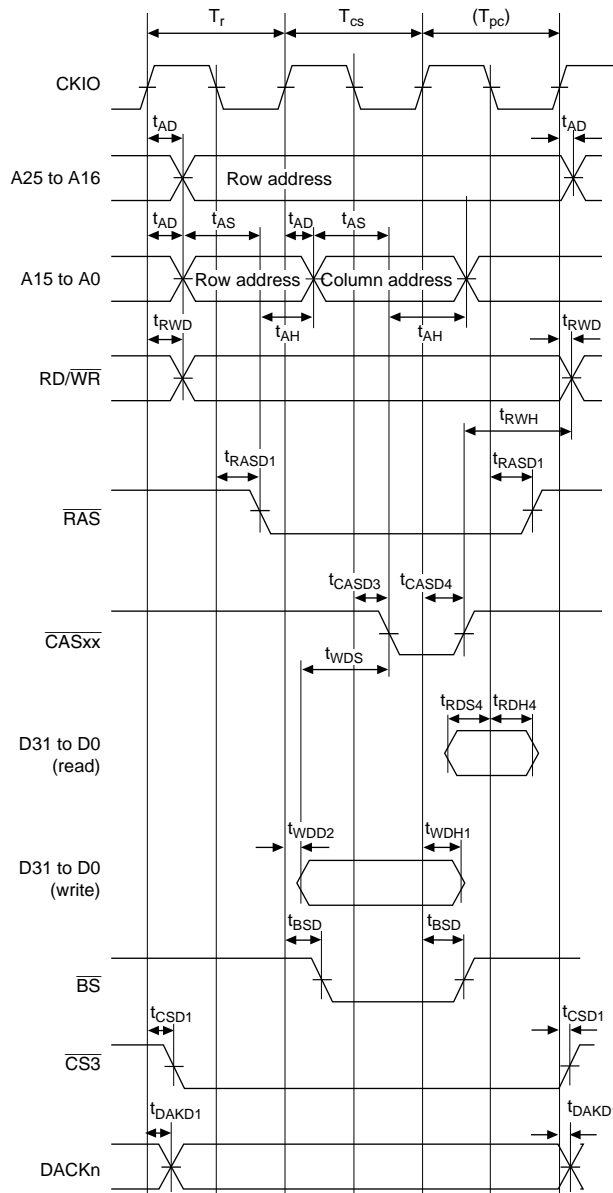 Tr Tcs (Tpc)
CKIO
tAD tAD
A25 to A16 Row address
tAD tAS tAD tAS
A15 to A0 Row address Column address
tAH tAH
tRWD tRWD
RD/WR
tRWH
tRASD1 tRASD1
RAS
tCASD3 tCASD4
CASxx
tWDS
tRDS4 tRDH4
D31 to D0
(read)
tWDD2 tWDH1
D31 to D0
(write)
tBSD tBSD
BS
tCSD1 tCSD1
CS3
tDAKD1 tDAKD1
DACKn